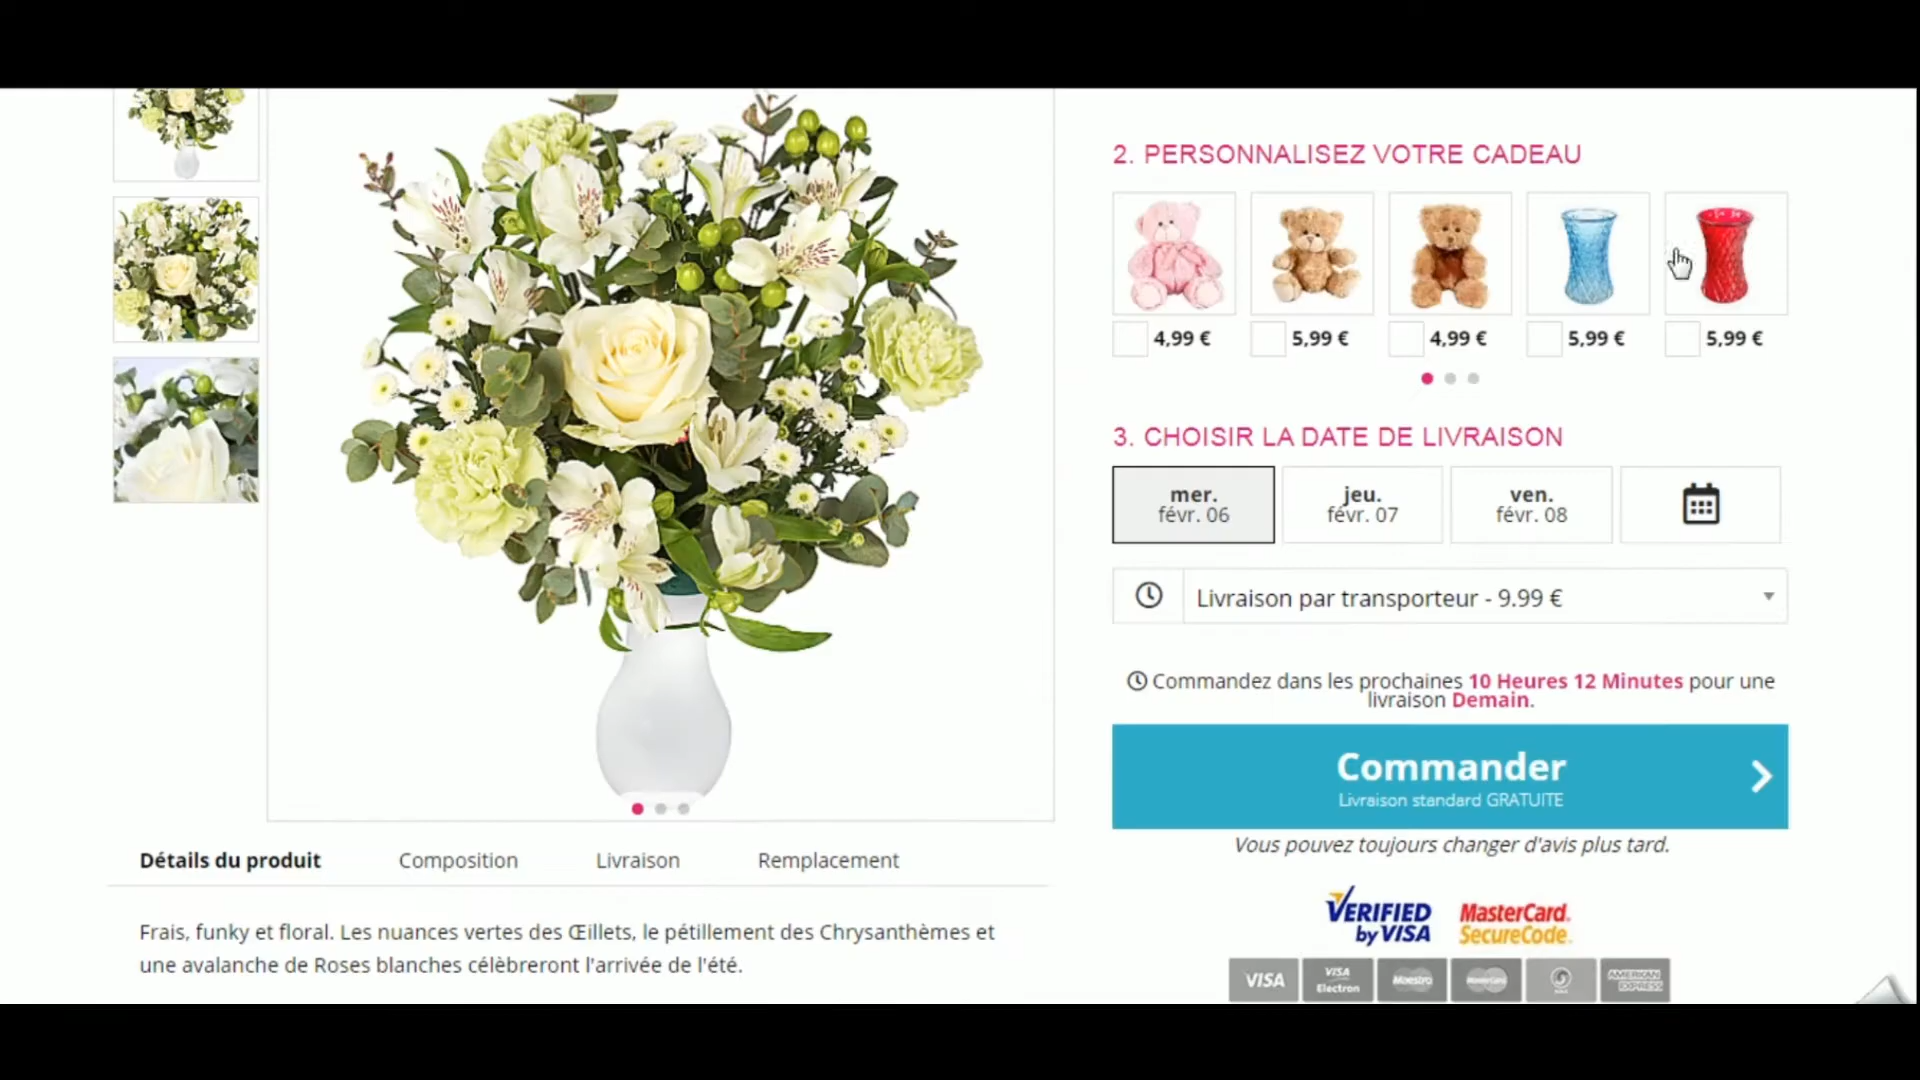 2. PERSONNALISEZ VOTRE CADEAU
4,99 €
5,99 €
4,99 €
5,99 €
5,99 €
3. CHOISIR LA DATE DE LIVRAISON
mer.
févr. 06
jeu.
févr. 07
ven.
févr. 08
Livraison par transporteur - 9.99 €
Commandez dans les prochaines 10 Heures 12 Minutes pour une
livraison Demain.
Commander
Livraison standard GRATUITE
Vous pouvez toujours changer d'avis plus tard.
VERIFIED
by VISA
MasterCard.
SecureCode.
VISA
VISA
Electron
Maestro
MasterCard
AMERICAN
EXPRESS
Détails du produit
Composition
Livraison
Remplacement
Frais, funky et floral. Les nuances vertes des Œillets, le pétillement des Chrysanthèmes et
une avalanche de Roses blanches célèbreront l'arrivée de l'été.